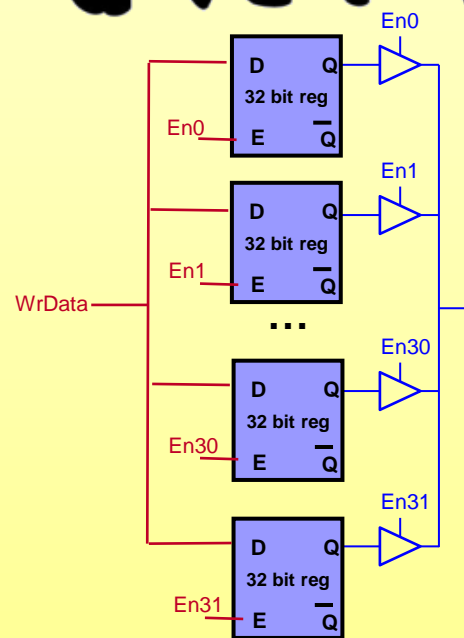 En0
D Q
32 bit reg
En0
E Q
En1
D Q
32 bit reg
En1
E Q
WrData
...
En30
D Q
32 bit reg
En30
E Q
En31
D Q
32 bit reg
En31
E Q